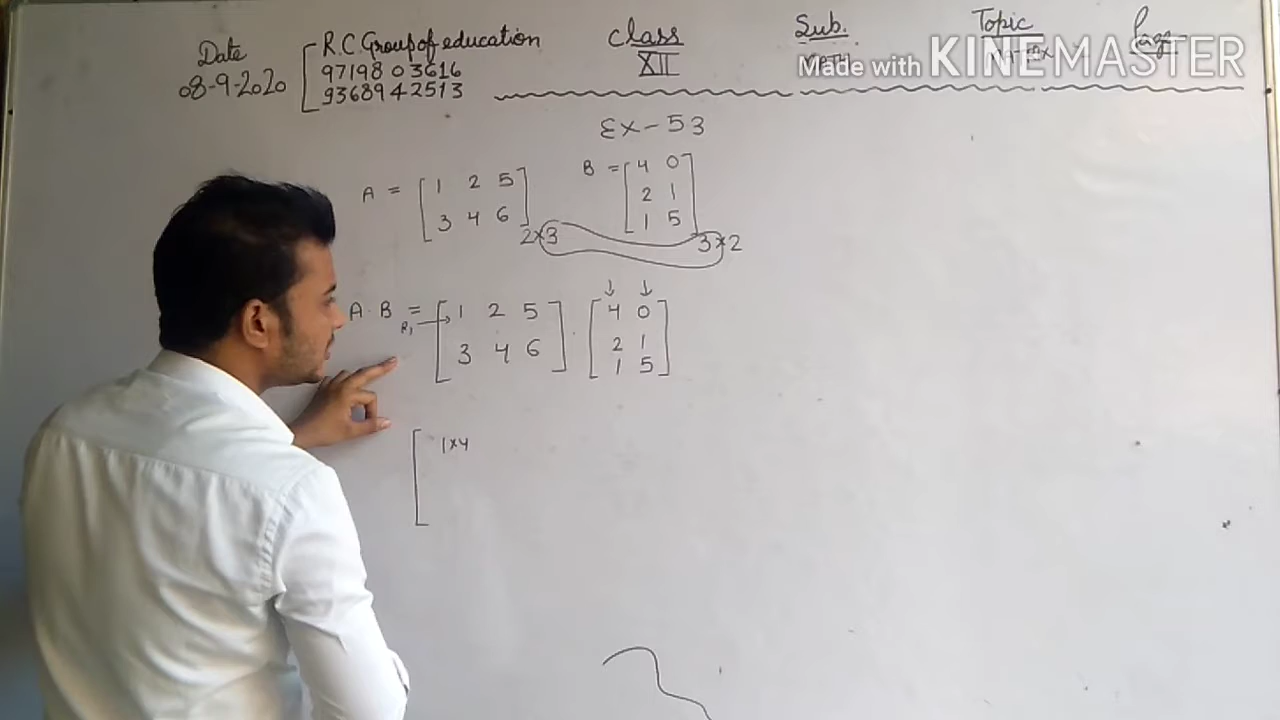 Date
08-9-2020
R.C. Group of education
9719803616
9368942513
Class
XII
Sub.
MATH
Topic
Page
Made with KINEMASTER
Ex-53
A = [ 1 2 5
3 4 6 ] 2×3
B = [ 4 0
2 1
1 5 ] 3×2
A·B = [ 1 2 5
3 4 6 ] · [ 4 0
2 1
1 5 ]
R₁ →
↓ ↓
[ 1×4